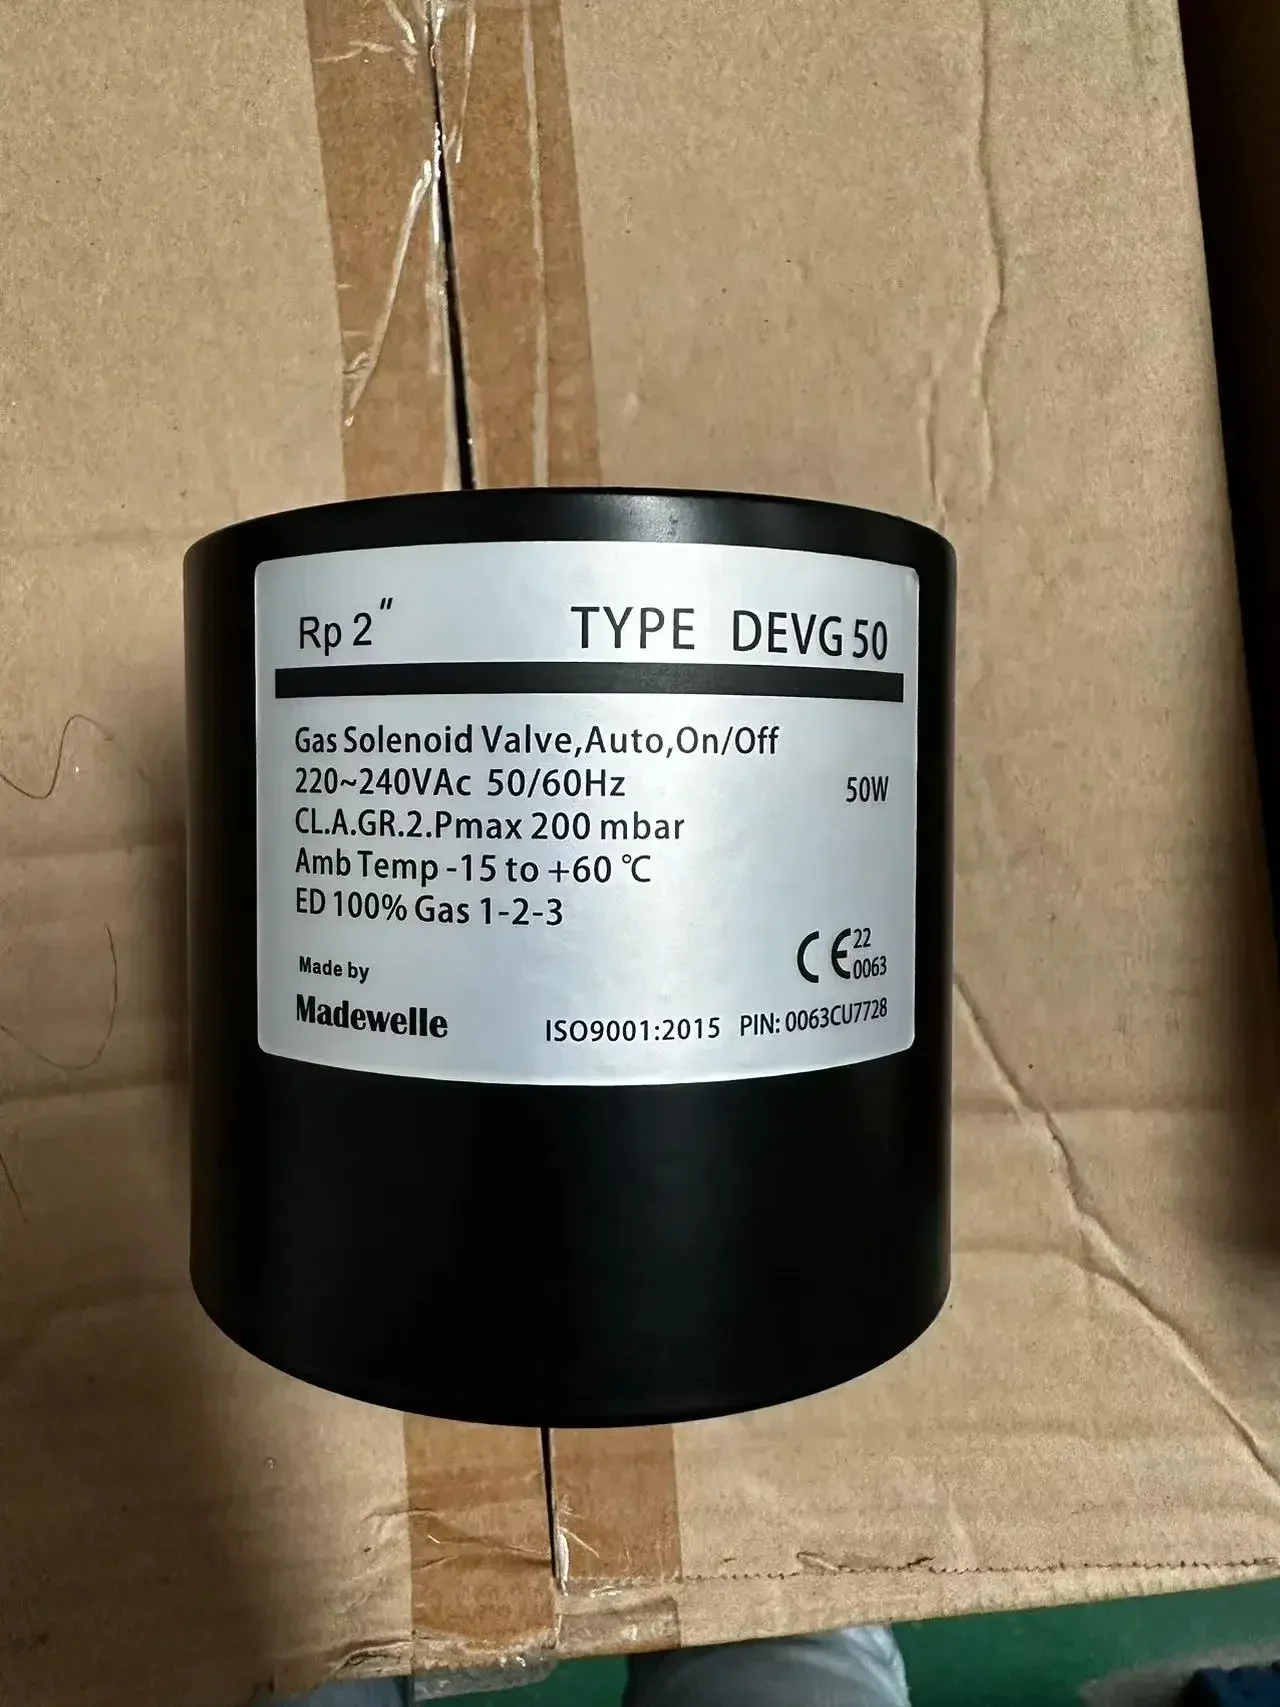 Rp 2" TYPE DEVG 50
Gas Solenoid Valve,Auto,On/Off
220~240VAc 50/60Hz 50W
CL.A.GR.2.Pmax 200 mbar
Amb Temp -15 to +60 ℃
ED 100% Gas 1-2-3
CE 22
0063
Made by
Madewelle
ISO9001:2015 PIN: 0063CU7728